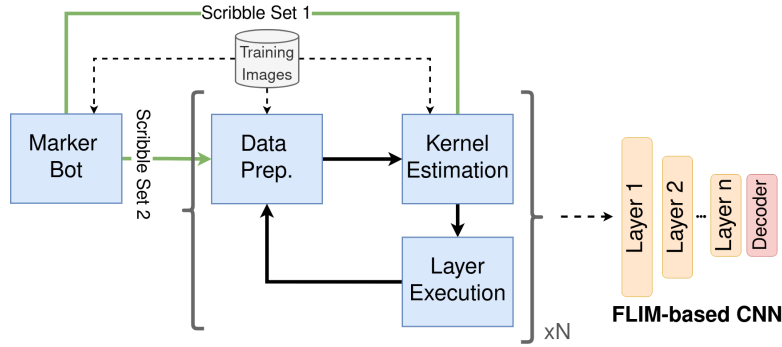 Scribble Set 1
Training
Images
Marker
Bot
Scribble Set 2
Data
Prep.
Kernel
Estimation
Layer
Execution
xN
Layer 1
Layer 2
...
Layer n
Decoder
FLIM-based CNN